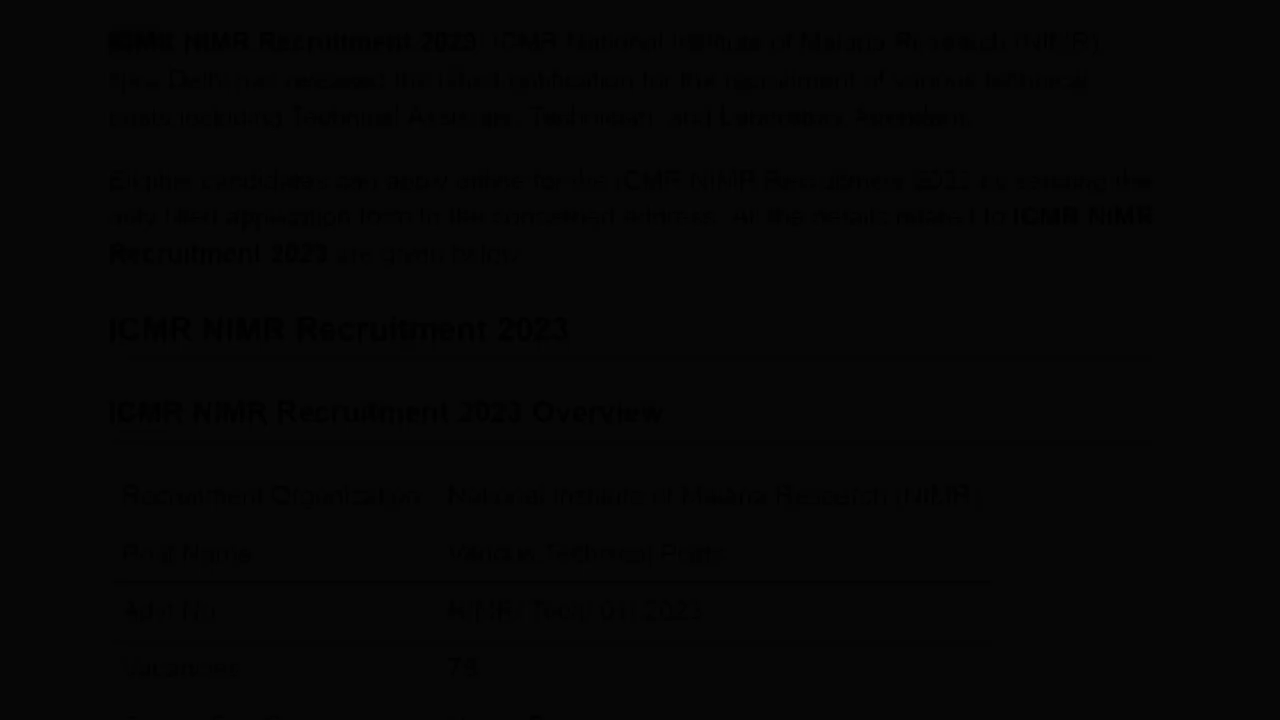 ICMR NIMR Recruitment 2023: ICMR National Institute of Malaria Research (NIMR),
New Delhi has released the latest notification for the recruitment of various technical
posts including Technical Assistant, Technician, and Laboratory Attendant.
Eligible candidates can apply offline for the ICMR NIMR Recruitment 2023 by sending the
duly filled application form to the concerned address. All the details related to ICMR NIMR
Recruitment 2023 are given below.
ICMR NIMR Recruitment 2023
ICMR NIMR Recruitment 2023 Overview
Recruitment Organization National Institute of Malaria Research (NIMR)
Post Name Various Technical Posts
Advt No. NIMR/ Tech/ 01/ 2023
Vacancies